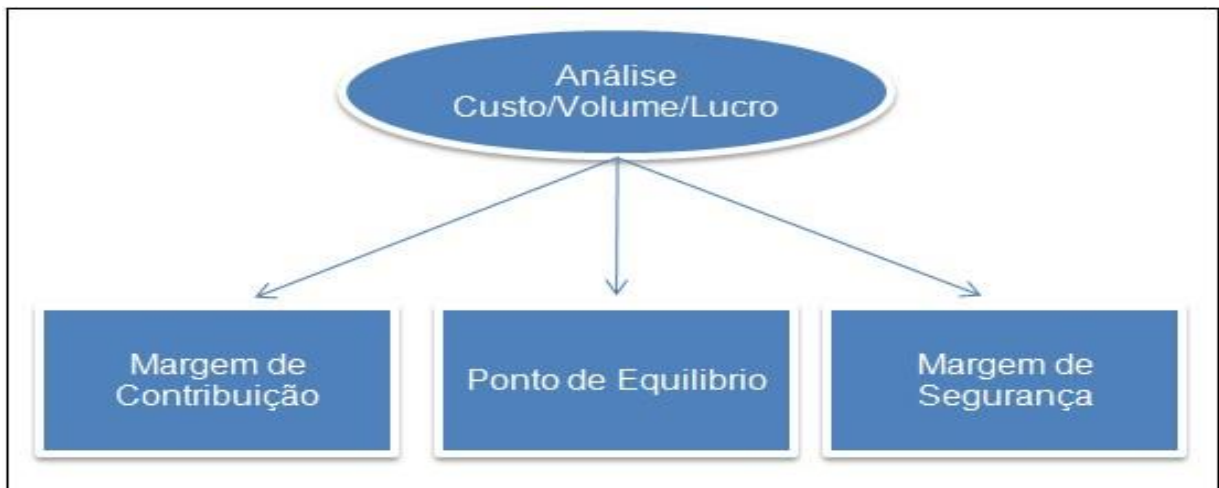 Análise
Custo/Volume/Lucro
Margem de
Contribuição
Ponto de Equilibrio
Margem de
Segurança